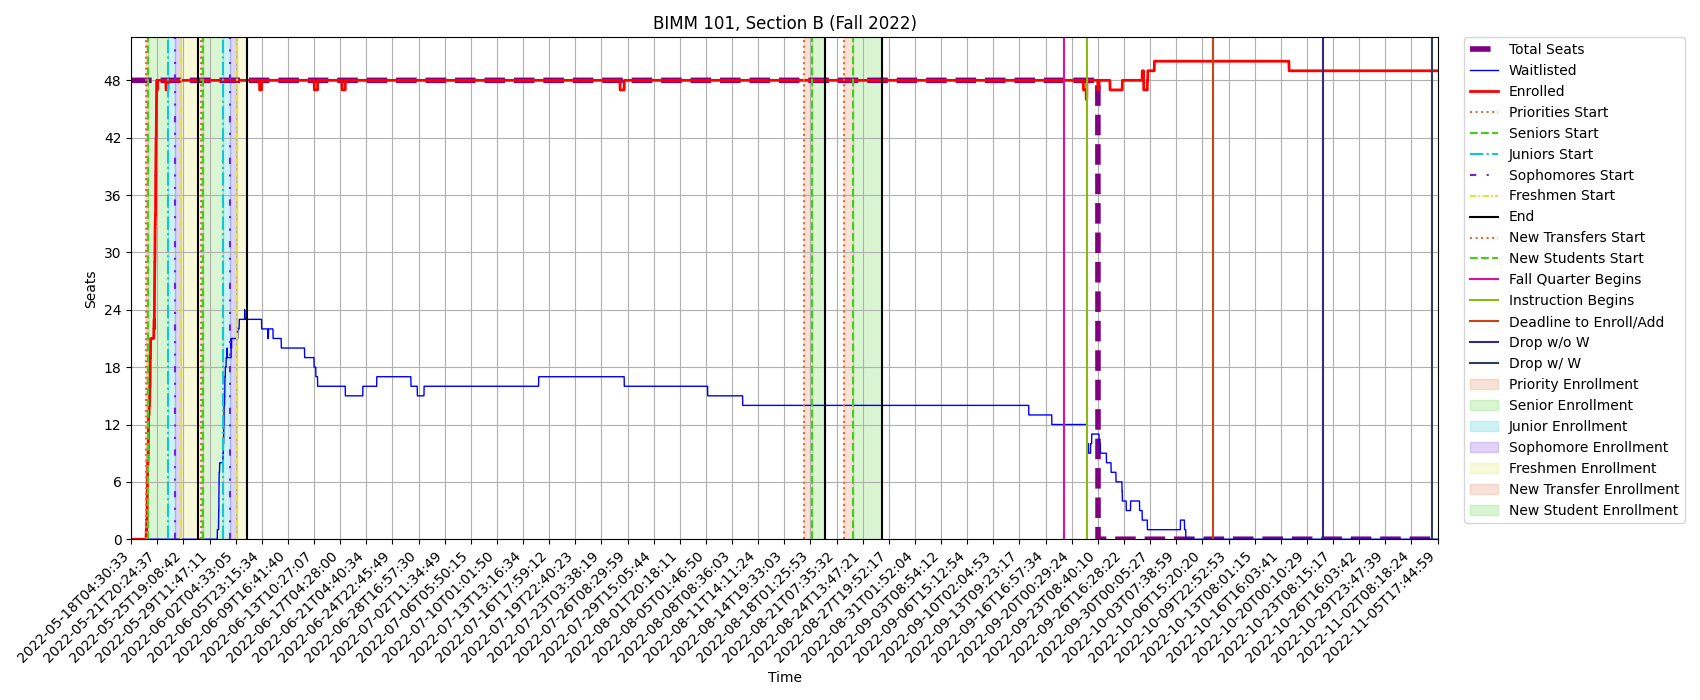 BIMM 101, Section B (Fall 2022)
Seats
48
42
36
30
24
18
12
6
0
2022-05-18T04:30:33
2022-05-21T20:24:37
2022-05-25T19:08:42
2022-05-29T11:47:11
2022-06-02T04:33:05
2022-06-05T23:15:34
2022-06-09T16:41:40
2022-06-13T10:27:07
2022-06-17T04:28:00
2022-06-21T04:40:34
2022-06-24T22:45:49
2022-06-28T16:57:30
2022-07-02T11:34:49
2022-07-06T05:50:15
2022-07-10T01:01:50
2022-07-13T13:16:34
2022-07-16T17:59:12
2022-07-19T22:40:23
2022-07-23T03:38:19
2022-07-26T08:29:59
2022-07-29T15:05:44
2022-08-01T20:18:11
2022-08-05T01:46:50
2022-08-08T08:36:03
2022-08-11T14:11:24
2022-08-14T19:33:03
2022-08-18T01:25:53
2022-08-21T07:35:32
2022-08-24T13:47:21
2022-08-27T19:52:17
2022-08-31T01:52:04
2022-09-03T08:54:12
2022-09-06T15:12:54
2022-09-10T02:04:53
2022-09-13T09:23:17
2022-09-16T16:57:34
2022-09-20T00:29:24
2022-09-23T08:40:10
2022-09-26T16:28:22
2022-09-30T00:05:27
2022-10-03T07:38:59
2022-10-06T15:20:20
2022-10-09T22:52:53
2022-10-13T08:01:15
2022-10-16T16:03:41
2022-10-20T00:10:29
2022-10-23T08:15:17
2022-10-26T16:03:42
2022-10-29T23:47:39
2022-11-02T08:18:24
2022-11-05T17:44:59
Time
Total Seats
Waitlisted
Enrolled
Priorities Start
Seniors Start
Juniors Start
Sophomores Start
Freshmen Start
End
New Transfers Start
New Students Start
Fall Quarter Begins
Instruction Begins
Deadline to Enroll/Add
Drop w/o W
Drop w/ W
Priority Enrollment
Senior Enrollment
Junior Enrollment
Sophomore Enrollment
Freshmen Enrollment
New Transfer Enrollment
New Student Enrollment